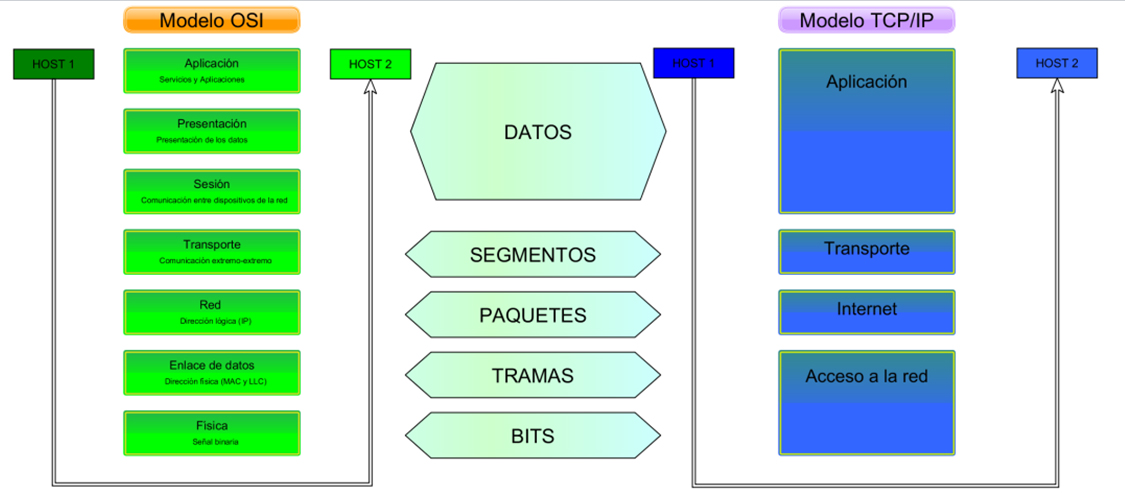 Modelo OSI
Modelo TCP/IP
HOST 1
Aplicación
Servicios y Aplicaciones
HOST 2
HOST 1
Aplicación
HOST 2
Presentación
Presentación de los datos
DATOS
Sesión
Comunicación entre dispositivos de la red
Transporte
Comunicación extremo-extremo
SEGMENTOS
Transporte
Red
Dirección lógica (IP)
PAQUETES
Internet
Enlace de datos
Dirección física (MAC y LLC)
TRAMAS
Acceso a la red
Física
Señal binaria
BITS